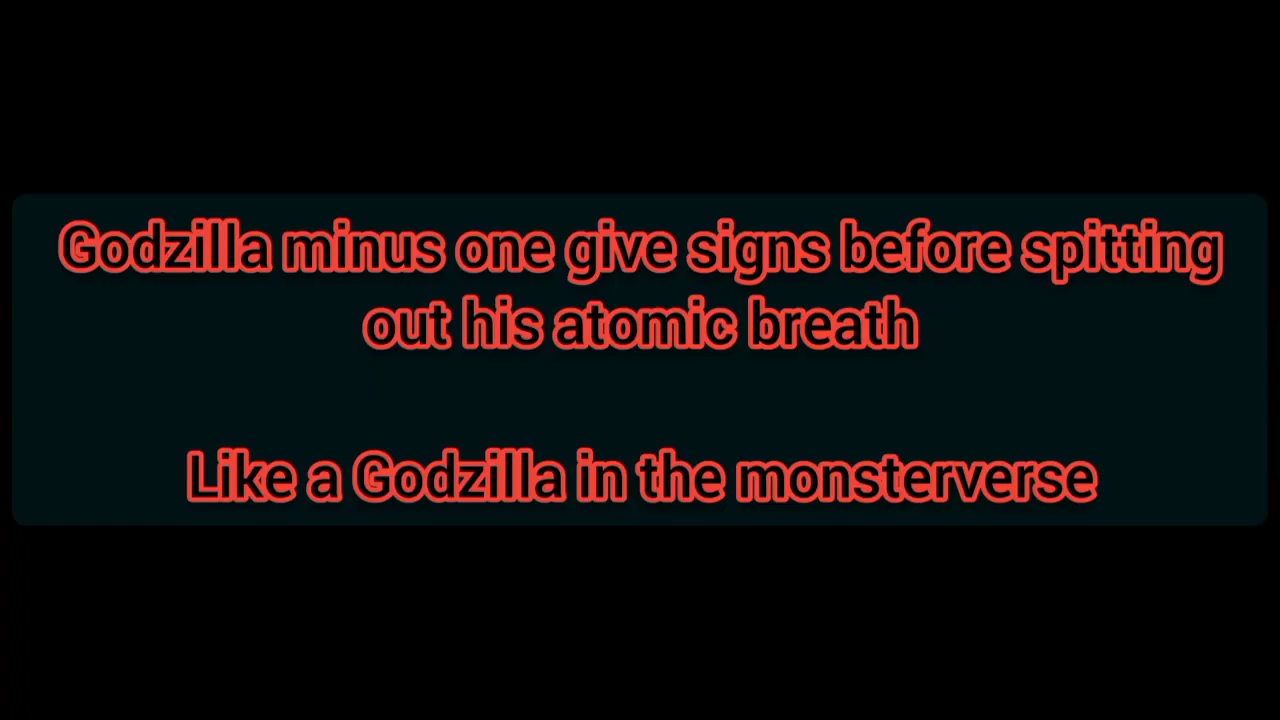 Godzilla minus one give signs before spitting
out his atomic breath
Like a Godzilla in the monsterverse